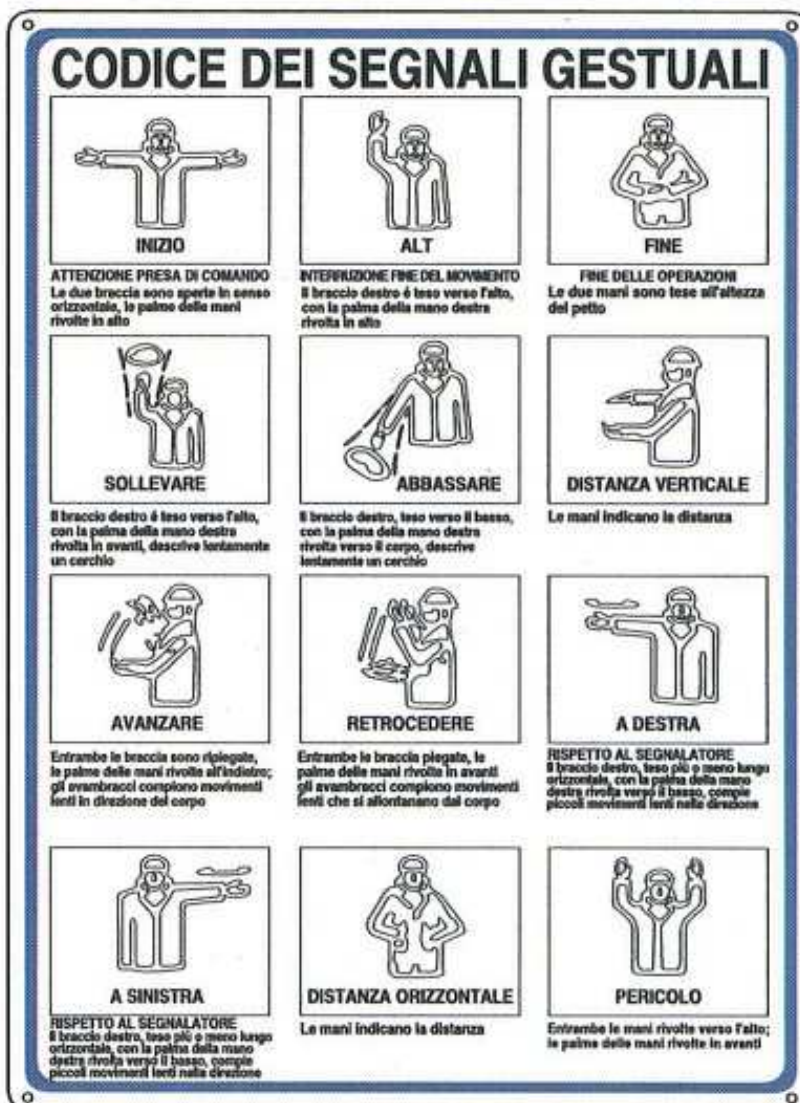 CODICE DEI SEGNALI GESTUALI
INIZIO
ATTENZIONE PRESA DI COMANDO
Le due braccia sono aperte in senso
orizzontale, le palme delle mani
rivolte in alto
ALT
INTERRUZIONE FINE DEL MOVIMENTO
Il braccio destro é teso verso l'alto,
con la palma della mano destra
rivolta in alto
FINE
FINE DELLE OPERAZIONI
Le due mani sono tese all'altezza
del petto
SOLLEVARE
Il braccio destro é teso verso l'alto,
con la palma della mano destra
rivolta in avanti, descrive lentamente
un cerchio
ABBASSARE
Il braccio destro, teso verso il basso,
con la palma della mano destra
rivolta verso il corpo, descrive
lentamente un cerchio
DISTANZA VERTICALE
Le mani indicano la distanza
AVANZARE
Entrambe le braccia sono ripiegate,
le palme delle mani rivolte all'indietro;
gli avambracci compiono movimenti
lenti in direzione del corpo
RETROCEDERE
Entrambe le braccia piegate, le
palme delle mani rivolte in avanti
gli avambracci compiono movimenti
lenti che si allontanano dal corpo
A DESTRA
RISPETTO AL SEGNALATORE
Il braccio destro, teso più o meno lungo
orizzontale, con la palma della mano
destra rivolta verso il basso, compie
piccoli movimenti lenti nella direzione
A SINISTRA
RISPETTO AL SEGNALATORE
Il braccio destro, teso più o meno lungo
orizzontale, con la palma della mano
destra rivolta verso il basso, compie
piccoli movimenti lenti nella direzione
DISTANZA ORIZZONTALE
Le mani indicano la distanza
PERICOLO
Entrambe le mani rivolte verso l'alto;
le palme delle mani rivolte in avanti